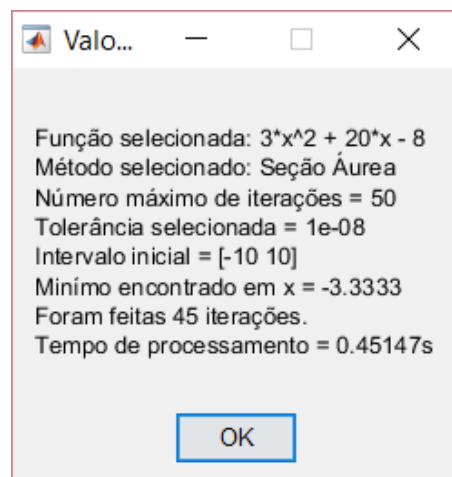 Valo...
Função selecionada: 3*x^2 + 20*x - 8
Método selecionado: Seção Áurea
Número máximo de iterações = 50
Tolerância selecionada = 1e-08
Intervalo inicial = [-10 10]
Minímo encontrado em x = -3.3333
Foram feitas 45 iterações.
Tempo de processamento = 0.45147s
OK